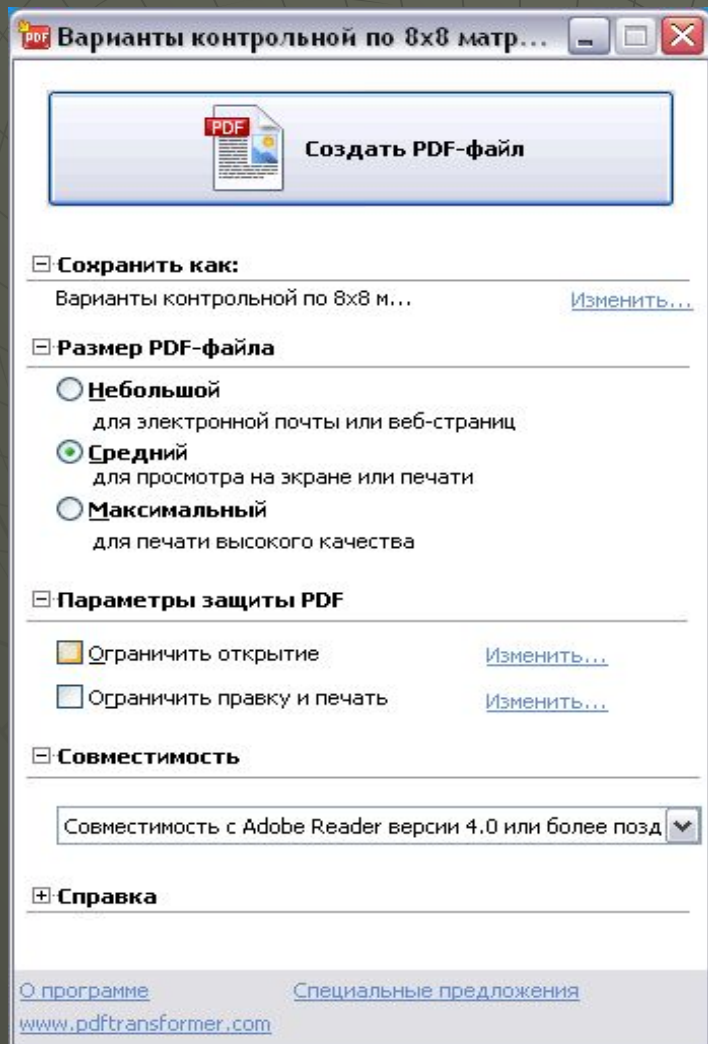 PDF Варианты контрольной по 8х8 матр...
PDF
Создать PDF-файл
Сохранить как:
Варианты контрольной по 8х8 м... Изменить...
Размер PDF-файла
Небольшой
для электронной почты или веб-страниц
Средний
для просмотра на экране или печати
Максимальный
для печати высокого качества
Параметры защиты PDF
Ограничить открытие Изменить...
Ограничить правку и печать Изменить...
Совместимость
Совместимость с Adobe Reader версии 4.0 или более позд
Справка
О программе Специальные предложения
www.pdftransformer.com